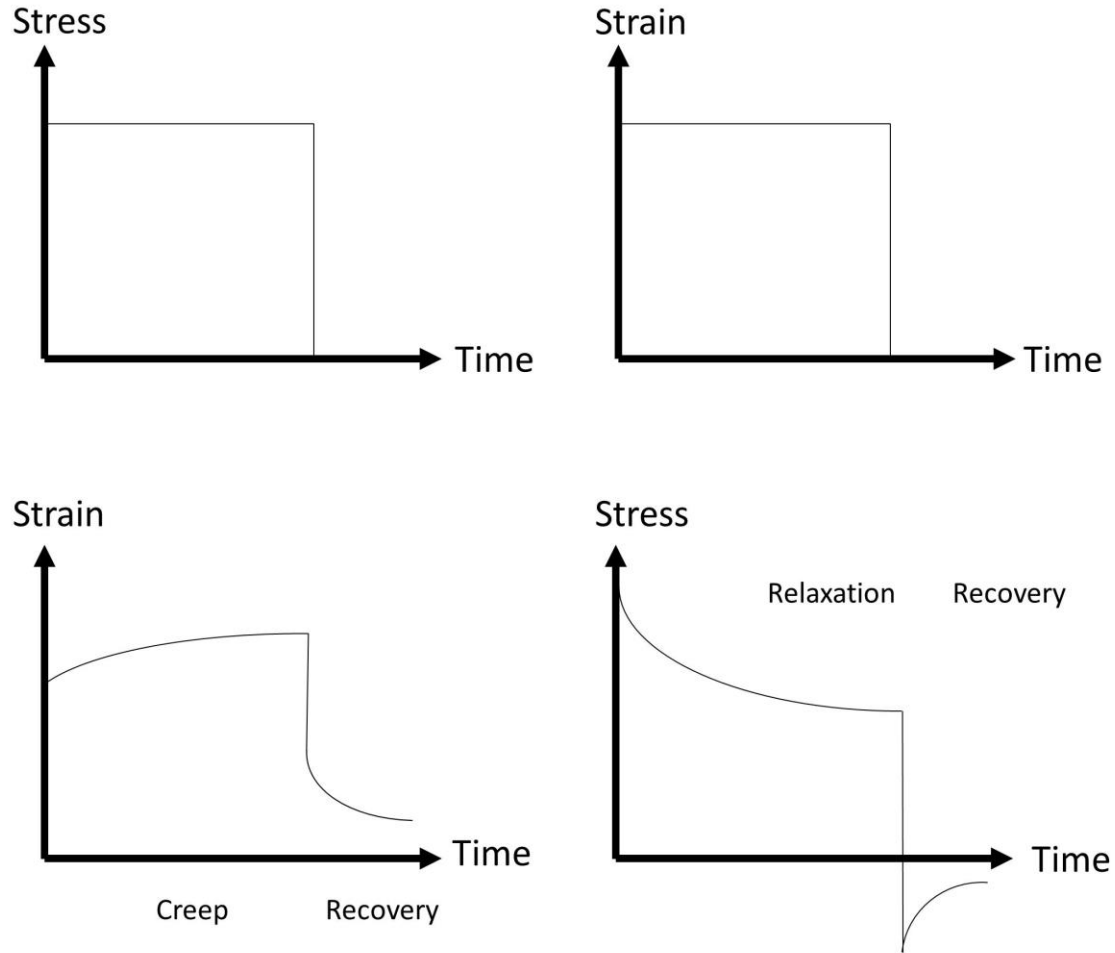 Stress
Time
Strain
Time
Strain
Time
Creep
Recovery
Stress
Relaxation
Recovery
Time